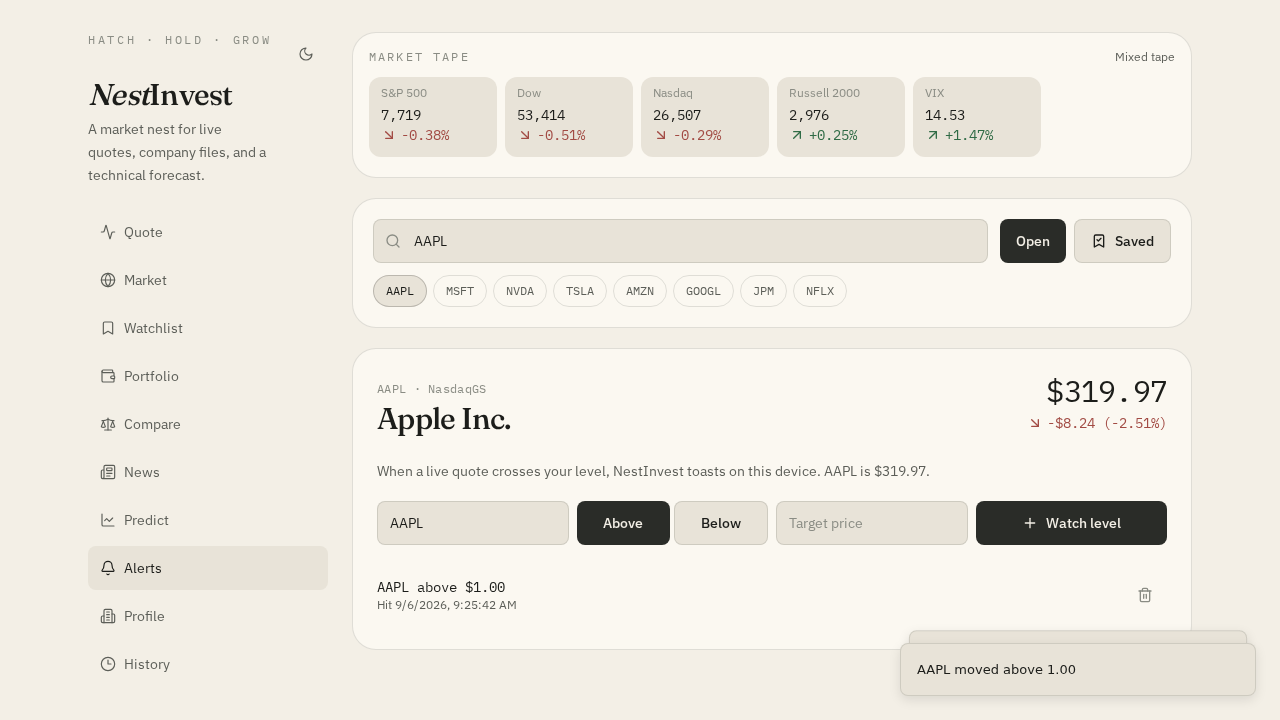 HATCH · HOLD · GROW
NestInvest
A market nest for live
quotes, company files, and a
technical forecast.
Quote
Market
Watchlist
Portfolio
Compare
News
Predict
Alerts
Profile
History
MARKET TAPE
Mixed tape
S&P 500
7,719
-0.38%
Dow
53,414
-0.51%
Nasdaq
26,507
-0.29%
Russell 2000
2,976
+0.25%
VIX
14.53
+1.47%
AAPL
Open
Saved
AAPL
MSFT
NVDA
TSLA
AMZN
GOOGL
JPM
NFLX
AAPL · NasdaqGS
Apple Inc.
$319.97
-$8.24 (-2.51%)
When a live quote crosses your level, NestInvest toasts on this device. AAPL is $319.97.
AAPL
Above
Below
Target price
Watch level
AAPL above $1.00
Hit 9/6/2026, 9:25:42 AM
AAPL moved above 1.00